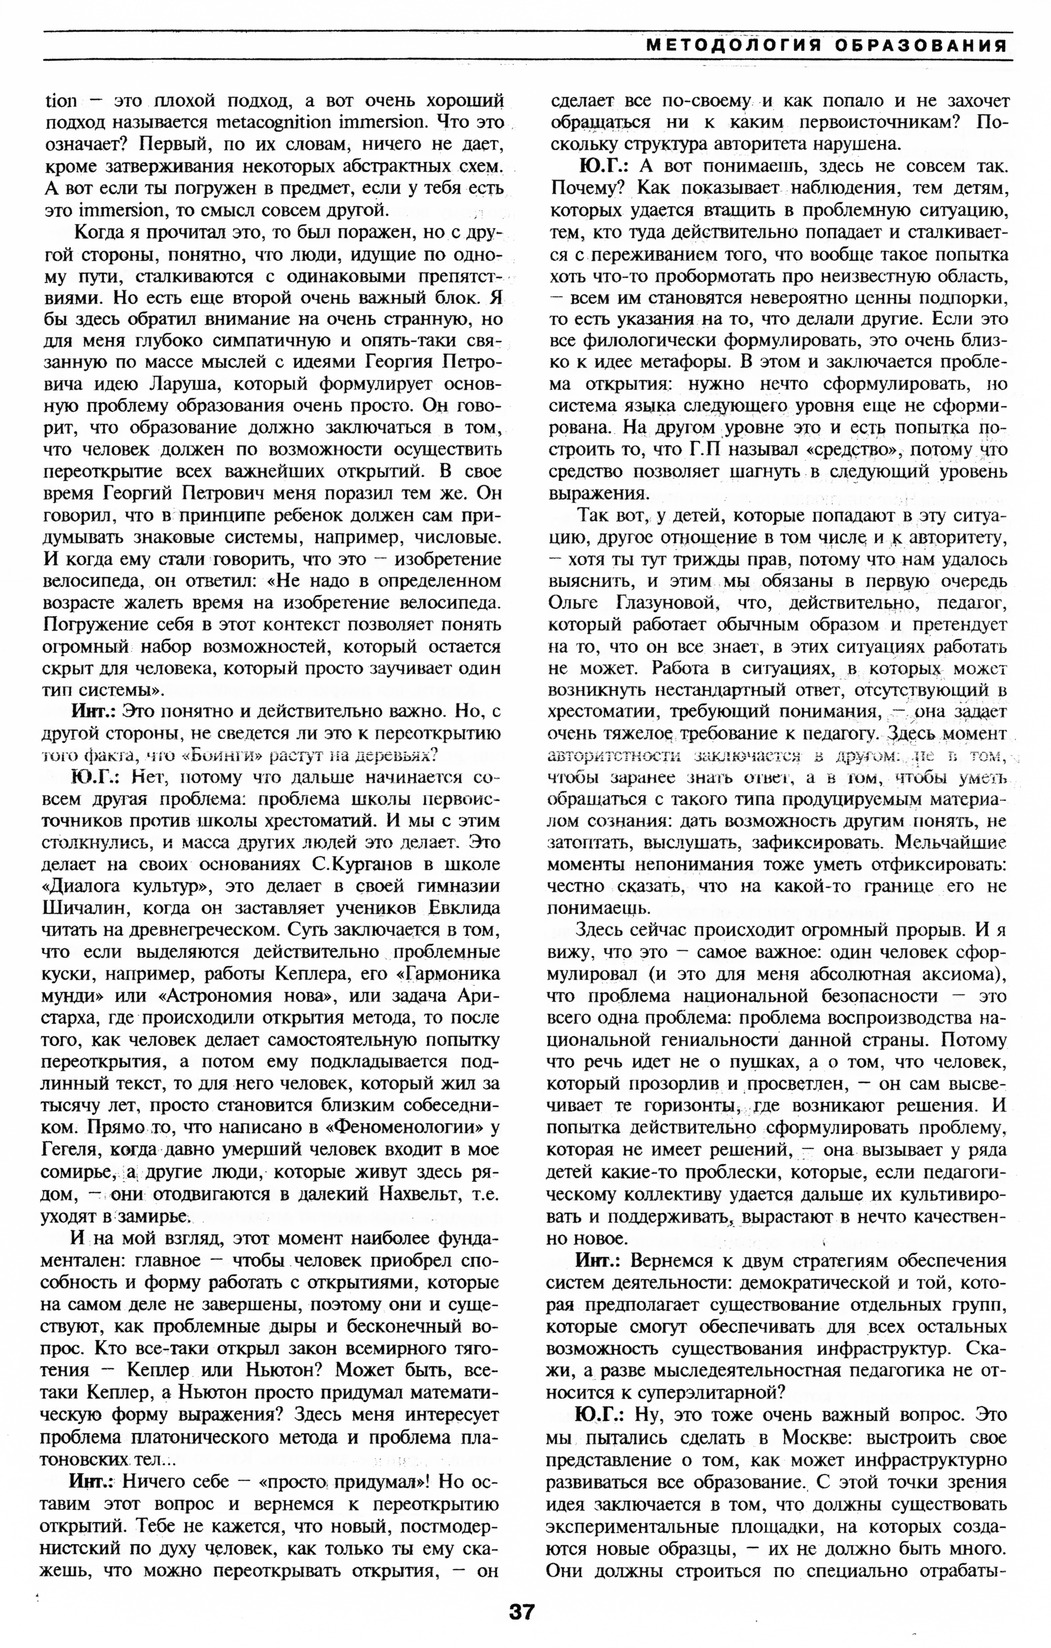 МЕТОДОЛОГИЯ ОБРАЗОВАНИЯ
tion — это плохой подход, а вот очень хороший
подход называется metacognition immersion. Что это
означает? Первый, по их словам, ничего не дает,
кроме затверживания некоторых абстрактных схем.
А вот если ты погружен в предмет, если у тебя есть
это immersion, то смысл совсем другой.
Когда я прочитал это, то был поражен, но с дру-
гой стороны, понятно, что люди, идущие по одно-
му пути, сталкиваются с одинаковыми препятст-
виями. Но есть еще второй очень важный блок. Я
бы здесь обратил внимание на очень странную, но
для меня глубоко симпатичную и опять-таки свя-
занную по массе мыслей с идеями Георгия Петро-
вича идею Ларуша, который формулирует основ-
ную проблему образования очень просто. Он гово-
рит, что образование должно заключаться в том,
что человек должен по возможности осуществить
переоткрытие всех важнейших открытий. В свое
время Георгий Петрович меня поразил тем же. Он
говорил, что в принципе ребенок должен сам при-
думывать знаковые системы, например, числовые.
И когда ему стали говорить, что это — изобретение
велосипеда, он ответил: «Не надо в определенном
возрасте жалеть время на изобретение велосипеда.
Погружение себя в этот контекст позволяет понять
огромный набор возможностей, который остается
скрыт для человека, который просто заучивает один
тип системы».
Инт.: Это понятно и действительно важно. Но, с
другой стороны, не сведется ли это к переоткрытию
того факта, что «Боинги» растут на деревьях?
Ю.Г.: Нет, потому что дальше начинается со-
всем другая проблема: проблема школы первоис-
точников против школы хрестоматий. И мы с этим
столкнулись, и масса других людей это делает. Это
делает на своих основаниях С.Курганов в школе
«Диалога культур», это делает в своей гимназии
Шичалин, когда он заставляет учеников Евклида
читать на древнегреческом. Суть заключается в том,
что если выделяются действительно проблемные
куски, например, работы Кеплера, его «Гармоника
мунди» или «Астрономия нова», или задача Ари-
старха, где происходили открытия метода, то после
того, как человек делает самостоятельную попытку
переоткрытия, а потом ему подкладывается под-
линный текст, то для него человек, который жил за
тысячу лет, просто становится близким собеседни-
ком. Прямо то, что написано в «Феноменологии» у
Гегеля, когда давно умерший человек входит в мое
сомирье, а другие люди, которые живут здесь ря-
дом, — они отодвигаются в далекий Нахвельт, т.е.
уходят в замирье.
И на мой взгляд, этот момент наиболее фунда-
ментален: главное — чтобы человек приобрел спо-
собность и форму работать с открытиями, которые
на самом деле не завершены, поэтому они и суще-
ствуют, как проблемные дыры и бесконечный во-
прос. Кто все-таки открыл закон всемирного тяго-
тения — Кеплер или Ньютон? Может быть, все-
таки Кеплер, а Ньютон просто придумал математи-
ческую форму выражения? Здесь меня интересует
проблема платонического метода и проблема пла-
тоновских тел...
Инт.: Ничего себе — «просто придумал»! Но ос-
тавим этот вопрос и вернемся к переоткрытию
открытий. Тебе не кажется, что новый, постмодер-
нистский по духу человек, как только ты ему ска-
жешь, что можно переоткрывать открытия, — он
сделает все по-своему и как попало и не захочет
обращаться ни к каким первоисточникам? По-
скольку структура авторитета нарушена.
Ю.Г.: А вот понимаешь, здесь не совсем так.
Почему? Как показывает наблюдения, тем детям,
которых удается втащить в проблемную ситуацию,
тем, кто туда действительно попадает и сталкивает-
ся с переживанием того, что вообще такое попытка
хоть что-то пробормотать про неизвестную область,
— всем им становятся невероятно ценны подпорки,
то есть указания на то, что делали другие. Если это
все филологически формулировать, это очень близ-
ко к идее метафоры. В этом и заключается пробле-
ма открытия: нужно нечто сформулировать, но
система языка следующего уровня еще не сформи-
рована. На другом уровне это и есть попытка по-
строить то, что Г.П называл «средство», потому что
средство позволяет шагнуть в следующий уровень
выражения.
Так вот, у детей, которые попадают в эту ситуа-
цию, другое отношение в том числе и к авторитету,
— хотя ты тут трижды прав, потому что нам удалось
выяснить, и этим мы обязаны в первую очередь
Ольге Глазуновой, что, действительно, педагог,
который работает обычным образом и претендует
на то, что он все знает, в этих ситуациях работать
не может. Работа в ситуациях, в которых может
возникнуть нестандартный ответ, отсутствующий в
хрестоматии, требующий понимания, — она задает
очень тяжелое требование к педагогу. Здесь момент
авторитетности заключается в другом: не в том,
чтобы заранее знать ответ, а в том, чтобы уметь
обращаться с такого типа продуцируемым материа-
лом сознания: дать возможность другим понять, не
затоптать, выслушать, зафиксировать. Мельчайшие
моменты непонимания тоже уметь отфиксировать:
честно сказать, что на какой-то границе его не
понимаешь.
Здесь сейчас происходит огромный прорыв. И я
вижу, что это — самое важное: один человек сфор-
мулировал (и это для меня абсолютная аксиома),
что проблема национальной безопасности — это
всего одна проблема: проблема воспроизводства на-
циональной гениальности данной страны. Потому
что речь идет не о пушках, а о том, что человек,
который прозорлив и просветлен, — он сам высве-
чивает те горизонты, где возникают решения. И
попытка действительно сформулировать проблему,
которая не имеет решений, — она вызывает у ряда
детей какие-то проблески, которые, если педагоги-
ческому коллективу удается дальше их культивиро-
вать и поддерживать, вырастают в нечто качествен-
но новое.
Инт.: Вернемся к двум стратегиям обеспечения
систем деятельности: демократической и той, кото-
рая предполагает существование отдельных групп,
которые смогут обеспечивать для всех остальных
возможность существования инфраструктур. Ска-
жи, а разве мыследеятельностная педагогика не от-
носится к суперэлитарной?
Ю.Г.: Ну, это тоже очень важный вопрос. Это
мы пытались сделать в Москве: выстроить свое
представление о том, как может инфраструктурно
развиваться все образование. С этой точки зрения
идея заключается в том, что должны существовать
экспериментальные площадки, на которых созда-
ются новые образцы, — их не должно быть много.
Они должны строиться по специально отрабаты-
37